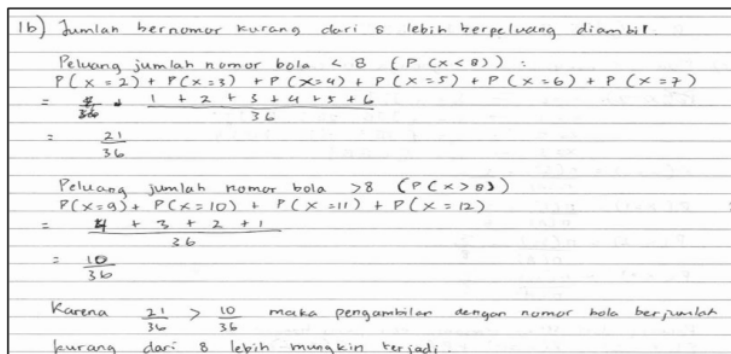 1b) Jumlah bernomor kurang dari 8 lebih berpeluang diambil.
Peluang jumlah nomor bola < 8 (P (x < 8)) :
P(x = 2) + P(x = 3) + P(x = 4) + P(x = 5) + P(x = 6) + P(x = 7)
= 1 + 2 + 3 + 4 + 5 + 6
36
= 21
36
Peluang jumlah nomor bola > 8 (P(x > 8))
P(x = 9) + P(x = 10) + P(x = 11) + P(x = 12)
= 4 + 3 + 2 + 1
36
= 10
36
Karena 21/36 > 10/36 maka pengambilan dengan nomor bola berjumlah
kurang dari 8 lebih mungkin terjadi.